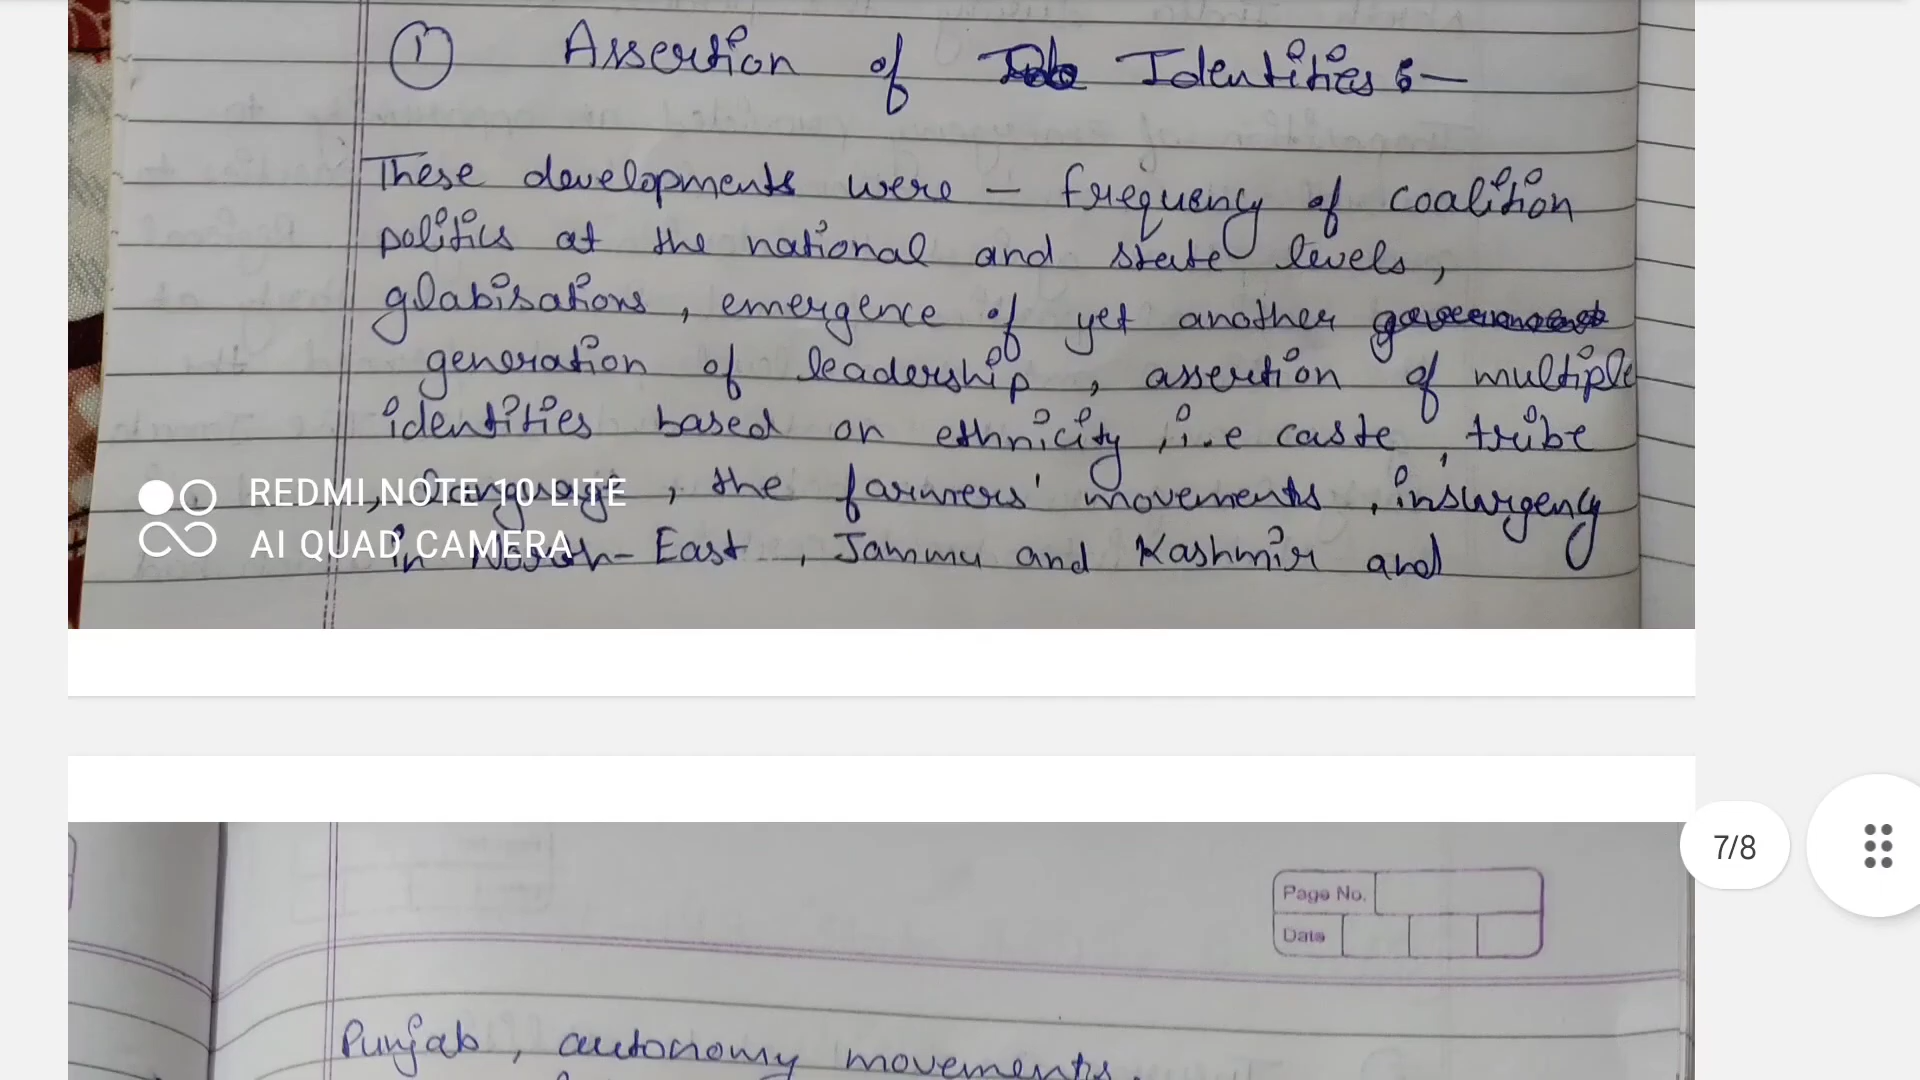 ① Assertion of Identities :-
These developments were - frequency of coalition
politics at the national and state levels,
glabisations, emergence of yet another
generation of leadership, assertion of multiple
identities based on ethnicity, i.e caste, tribe
, language, the farmers' movements, insurgency
in North-East, Jammu and Kashmir and
REDMI NOTE 10 LITE
AI QUAD CAMERA
7/8
Page No.
Date
Punjab, autonomy movements.